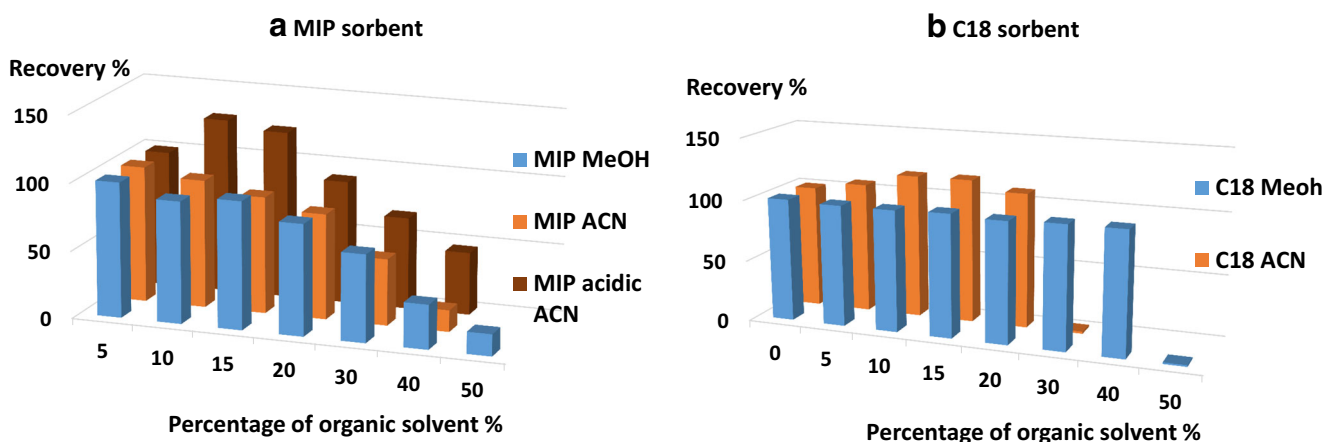 a MIP sorbent
Recovery %
150
100
50
0
5 10 15 20 30 40 50
Percentage of organic solvent %
MIP MeOH
MIP ACN
MIP acidic
ACN
b C18 sorbent
Recovery %
150
100
50
0
0 5 10 15 20 30 40 50
Percentage of organic solvent %
C18 Meoh
C18 ACN